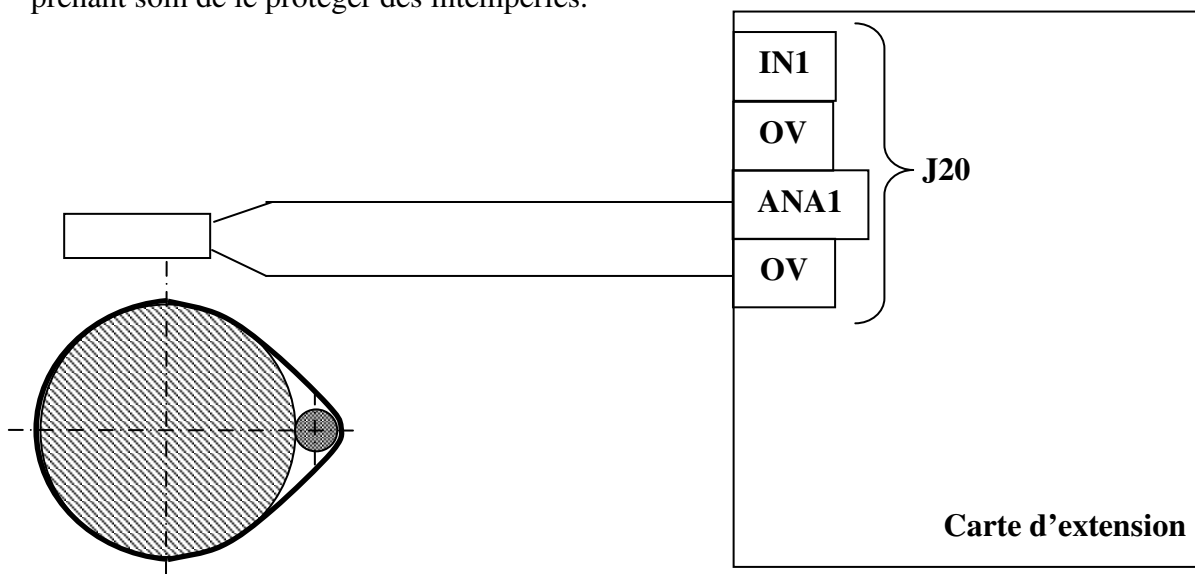 prenant soin de le protéger des intempéries.
IN1
OV
J20
ANA1
OV
Carte d’extension